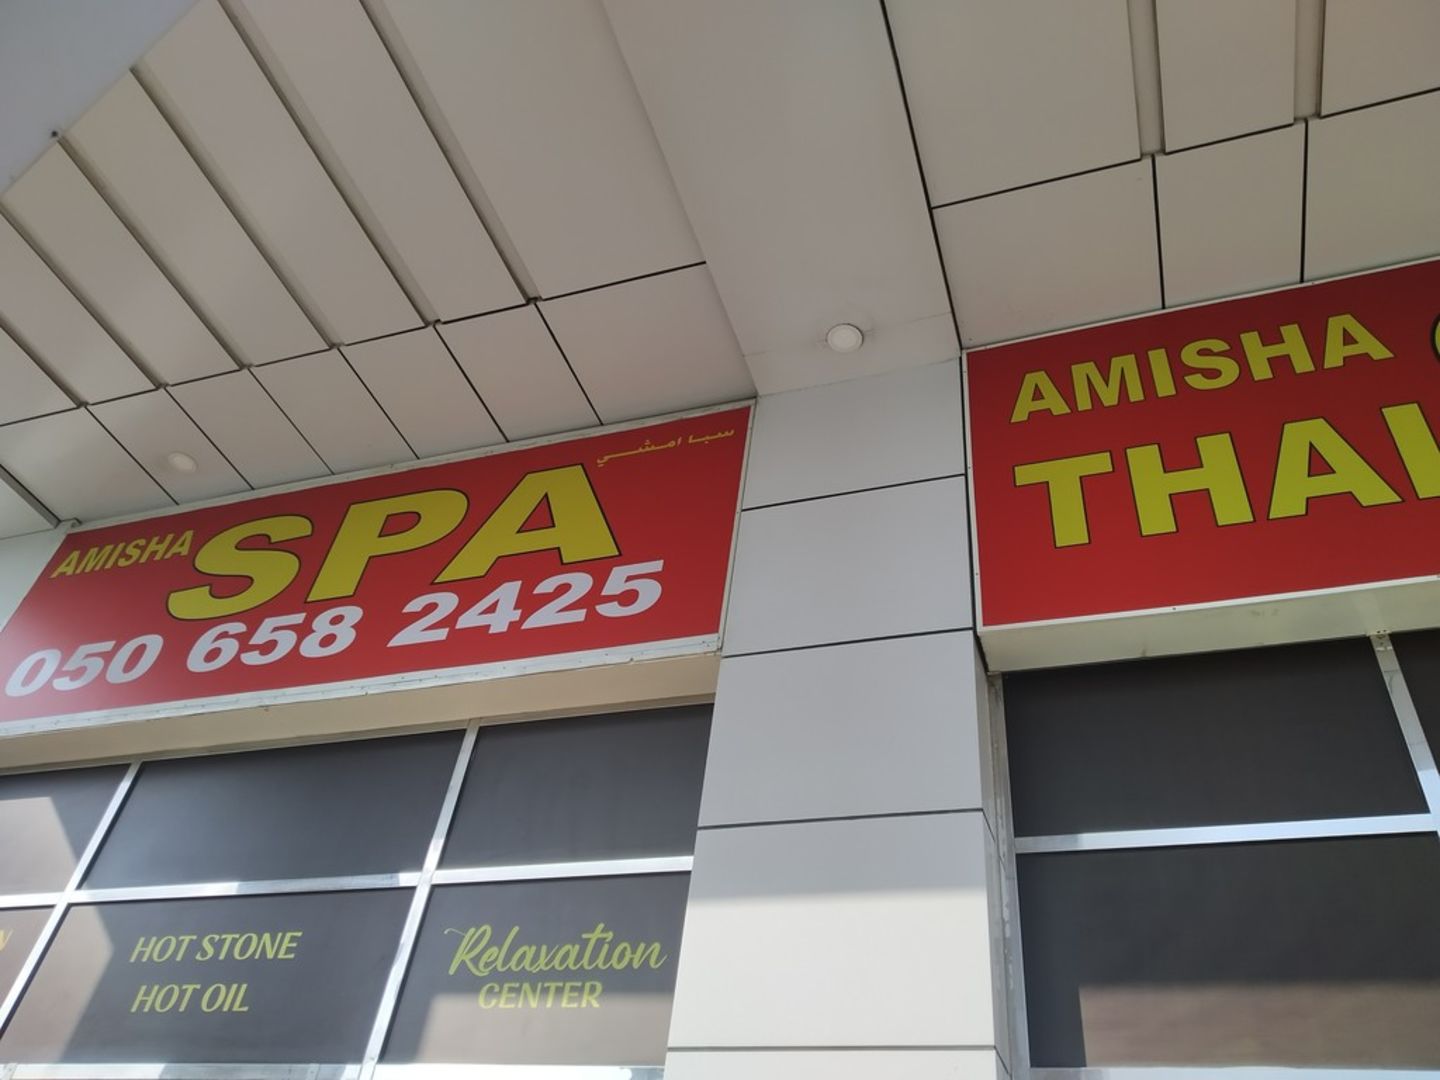 سبا امشي
AMISHA SPA
050 658 2425
AMISHA
THAI
HOT STONE
HOT OIL
Relaxation
CENTER